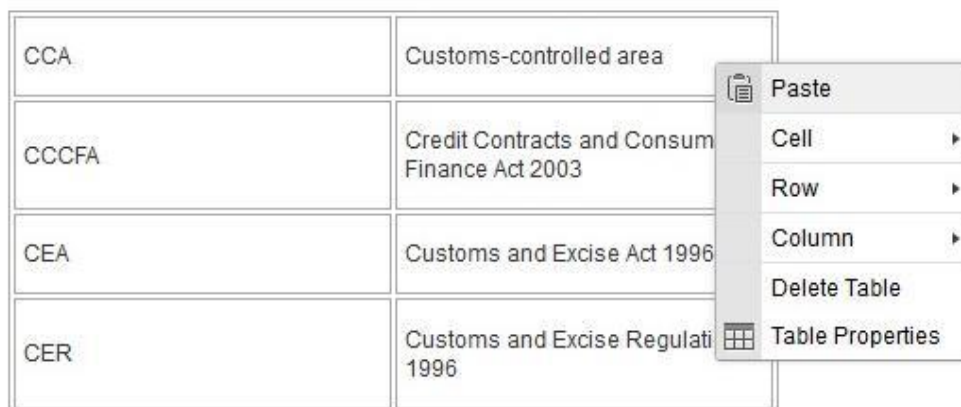 CCA
Customs-controlled area
CCCFA
Credit Contracts and Consum
Finance Act 2003
CEA
Customs and Excise Act 1996
CER
Customs and Excise Regulati
1996
Paste
Cell
Row
Column
Delete Table
Table Properties